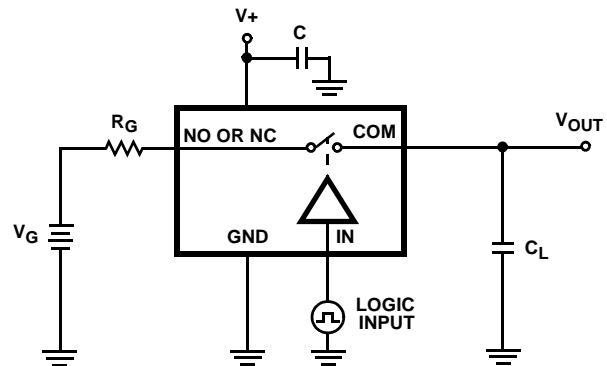 V+
C
RG
NO OR NC
COM
VOUT
VG
GND
IN
CL
LOGIC
INPUT